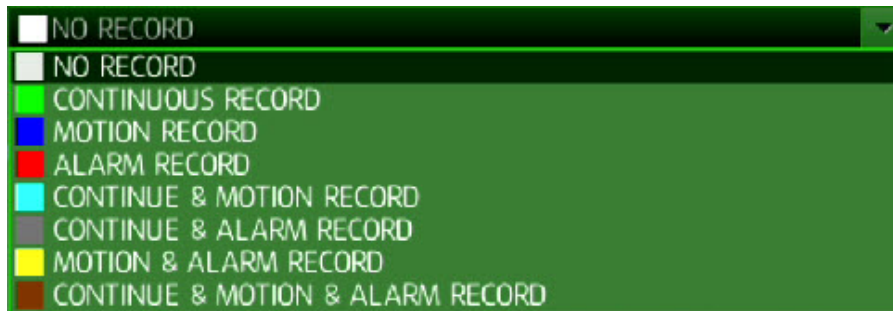 NO RECORD
NO RECORD
CONTINUOUS RECORD
MOTION RECORD
ALARM RECORD
CONTINUE & MOTION RECORD
CONTINUE & ALARM RECORD
MOTION & ALARM RECORD
CONTINUE & MOTION & ALARM RECORD